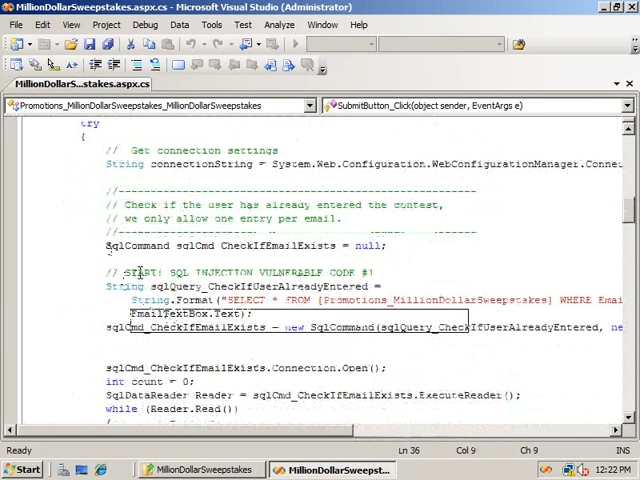 MillionDollarSweepstakes.aspx.cs - Microsoft Visual Studio (Administrator)
File Edit View Project Data Tools Test Analyze Window Help
MillionDollarS...stakes.aspx.cs
Promotions_MillionDollarSweepstakes_MillionDollarSweepstakes SubmitButton_Click(object sender, EventArgs e)
try
{
// Get connection settings
String connectionString = System.Web.Configuration.WebConfigurationManager.Connec
//----------------------------------------------------------------
// Check if the user has already entered the contest,
// we only allow one entry per email.
//----------------------------------------------------------------
SqlCommand sqlCmd_CheckIfEmailExists = null;
// START: SQL INJECTION VULNERABLE CODE #1
String sqlQuery_CheckIfUserAlreadyEntered =
String.Format("SELECT * FROM [Promotions_MillionDollarSweepstakes] WHERE Emai
EmailTextBox.Text);
sqlCmd_CheckIfEmailExists = new SqlCommand(sqlQuery_CheckIfUserAlreadyEntered, ne
sqlCmd_CheckIfEmailExists.Connection.Open();
int count = 0;
SqlDataReader Reader = sqlCmd_CheckIfEmailExists.ExecuteReader();
while (Reader.Read())
Ready Ln 36 Col 9 Ch 9 INS
Start MillionDollarSweepstakes MillionDollarSweepst... 12:22 PM